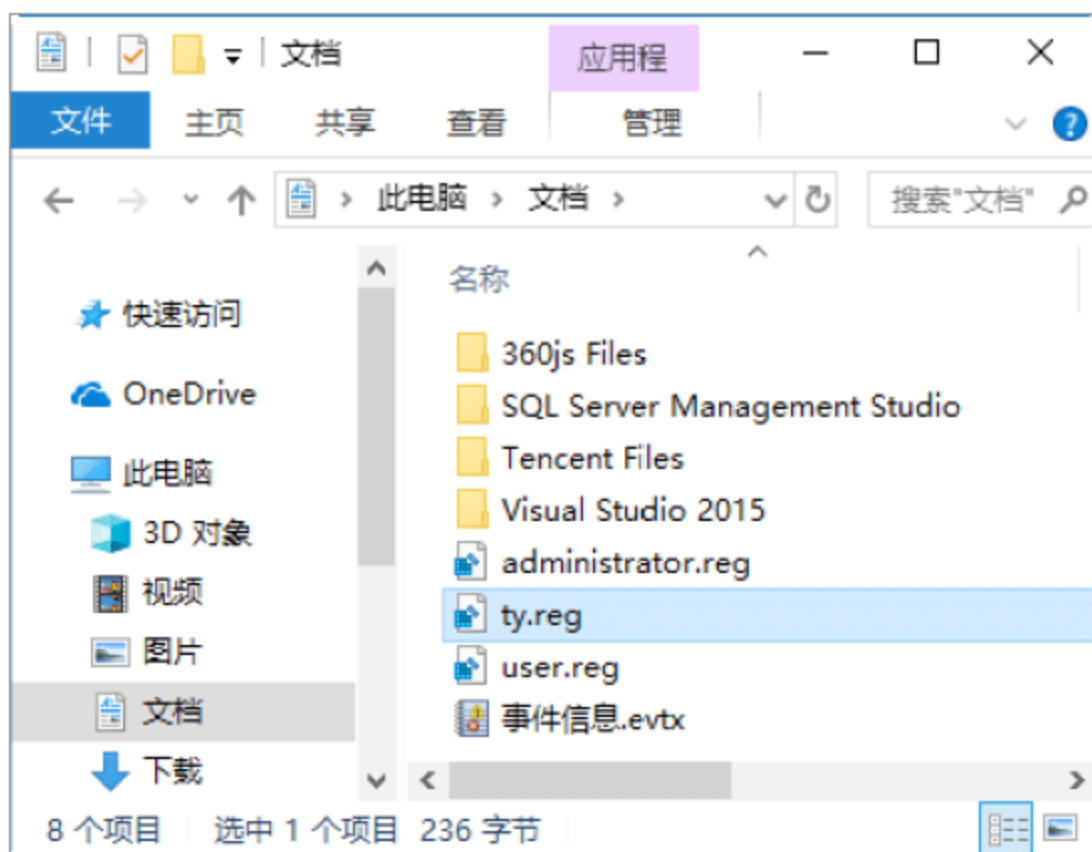 文档
应用程
文件 主页 共享 查看 管理
此电脑 文档 搜索"文档"
名称
快速访问
OneDrive
此电脑
3D 对象
视频
图片
文档
下载
360js Files
SQL Server Management Studio
Tencent Files
Visual Studio 2015
administrator.reg
ty.reg
user.reg
事件信息.evtx
8 个项目 选中 1 个项目 236 字节